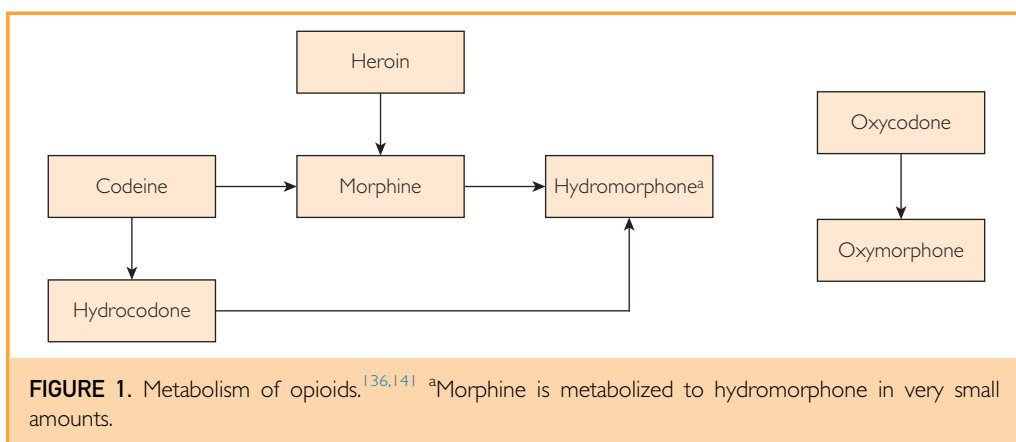 Heroin
Oxycodone
Codeine
Morphine
Hydromorphoneᵃ
Oxymorphone
Hydrocodone
FIGURE 1. Metabolism of opioids.¹³⁶,¹⁴¹ ᵃMorphine is metabolized to hydromorphone in very small
amounts.